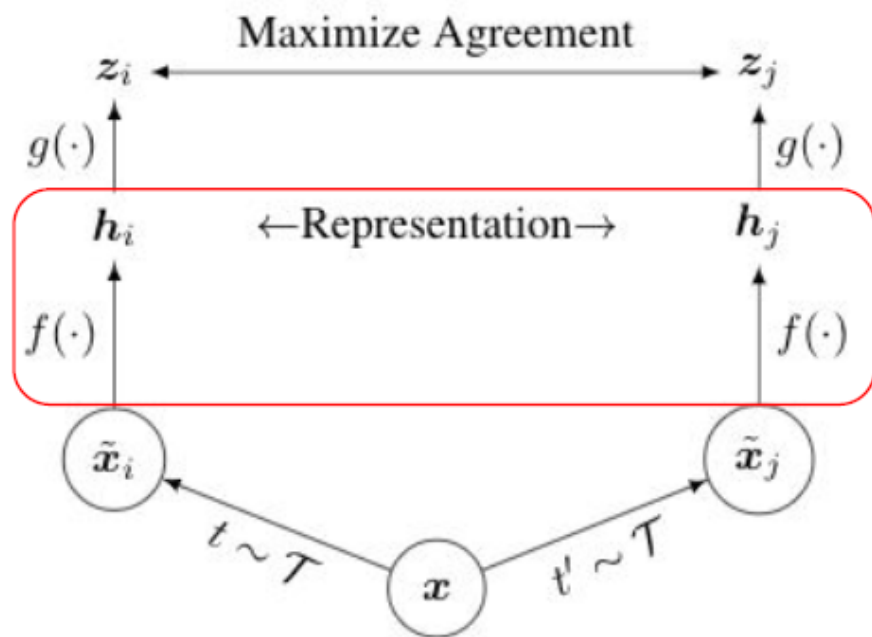 Maximize Agreement
z_i z_j
g(·) g(·)
h_i ←Representation→ h_j
f(·) f(·)
x̃_i x̃_j
t ∼ 𝒯 t' ∼ 𝒯
x